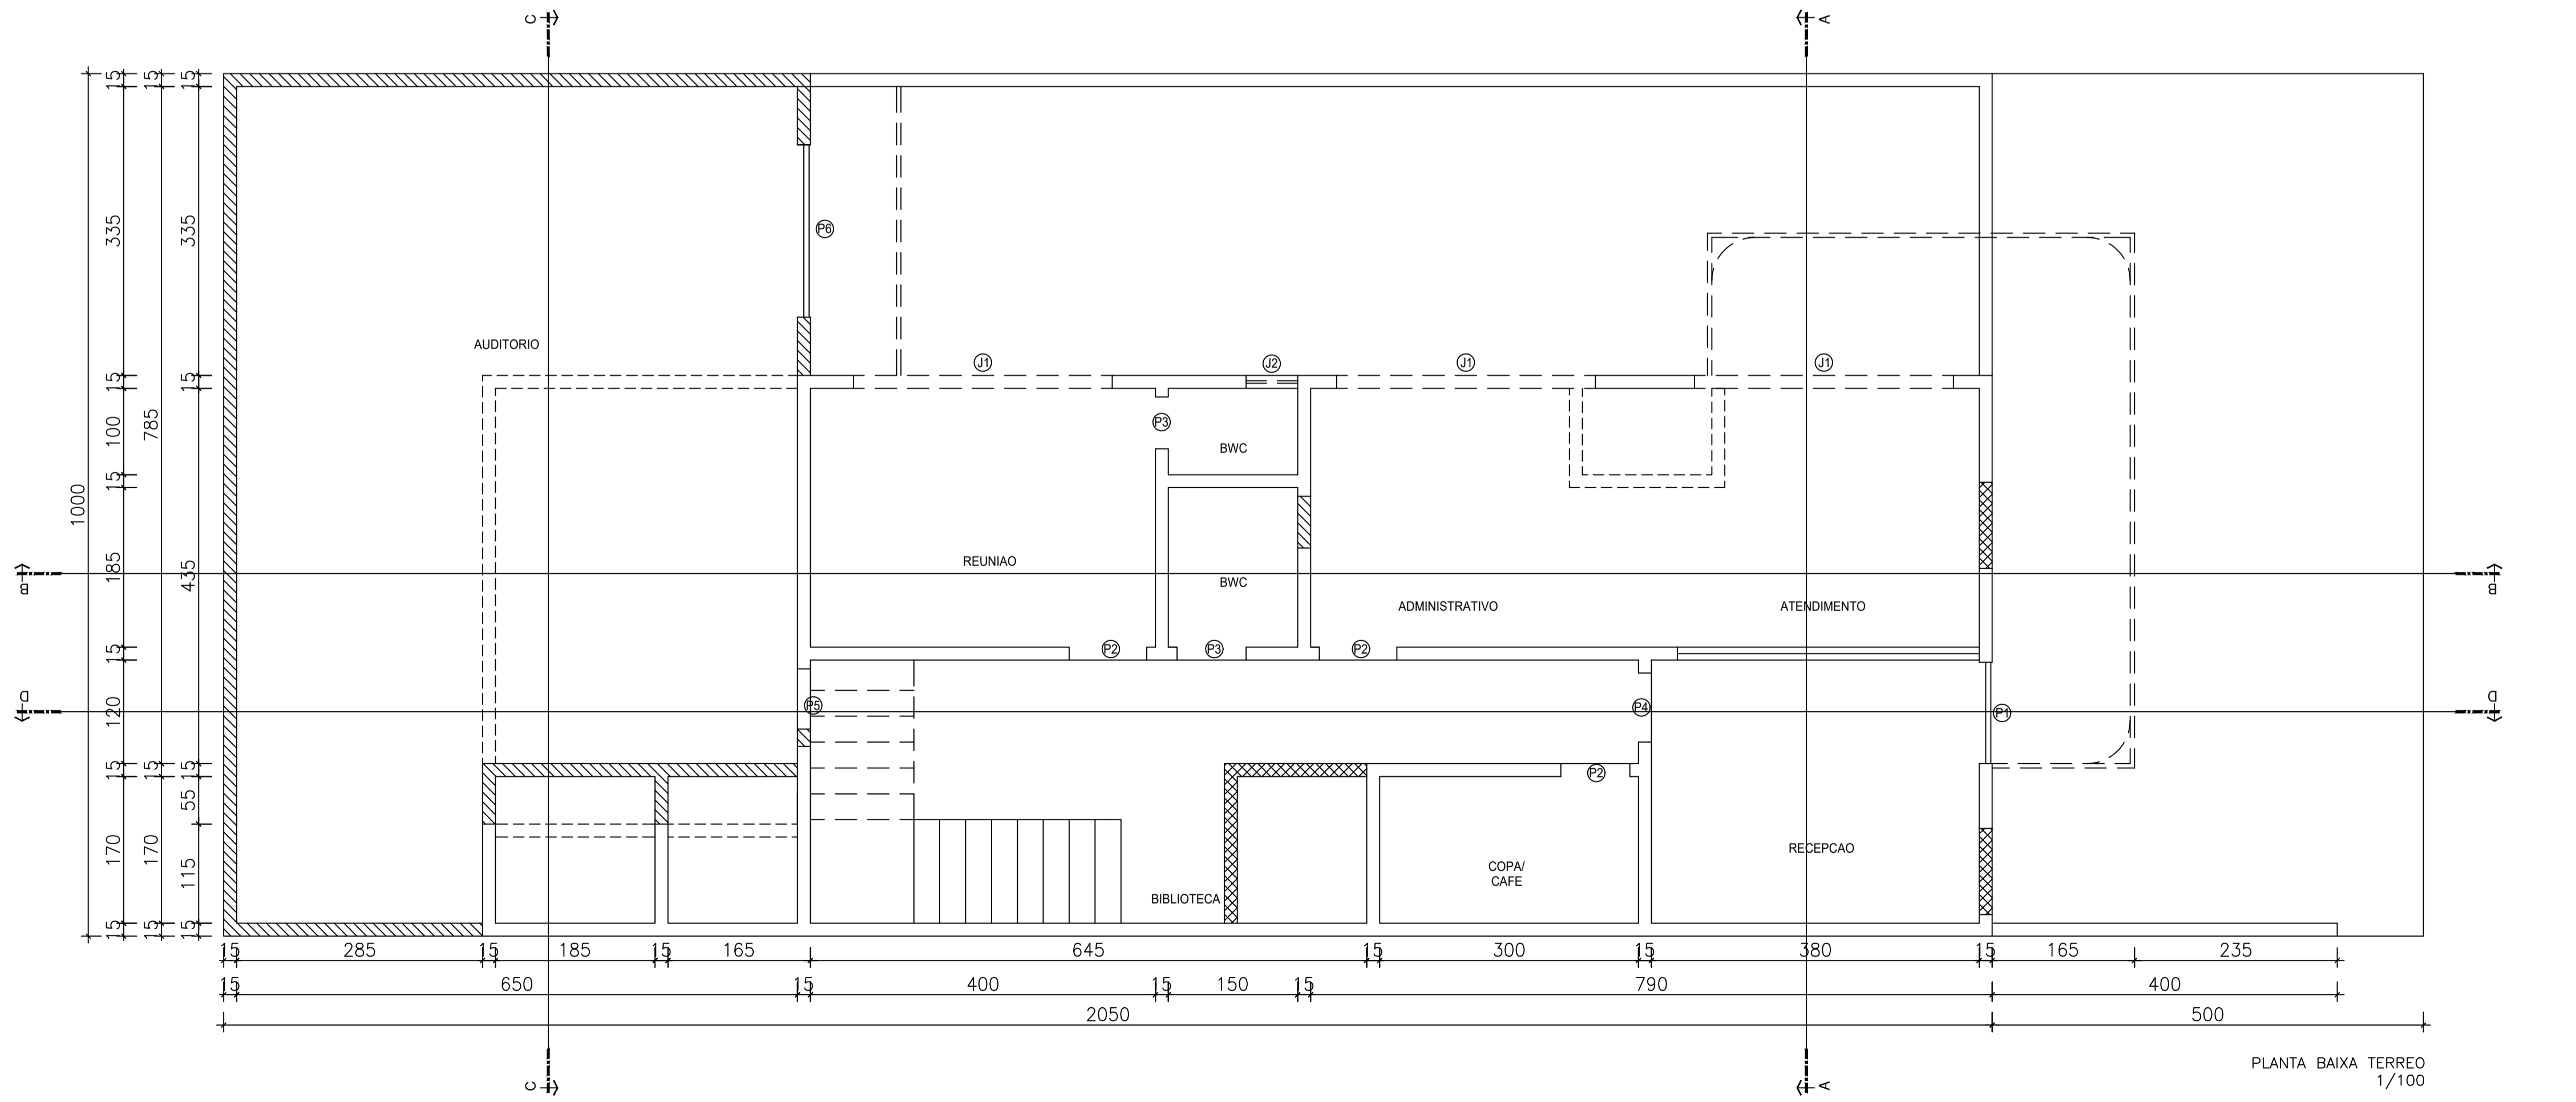 C
A
15
15
15
P6
335
335
AUDITORIO
J1
J2
J1
J1
15
15
P3
100
785
BWC
15
1000
185
435
REUNIAO
BWC
B
B
ADMINISTRATIVO
ATENDIMENTO
15
P2
P3
P2
D
D
120
P5
P4
P1
15
15
15
P2
55
170
170
115
RECEPCAO
COPA/
CAFE
BIBLIOTECA
15
15
15
15
285
15
185
15
165
645
15
300
15
380
15
165
235
15
650
15
400
15
150
15
790
400
2050
500
PLANTA BAIXA TERREO
1/100
C
A